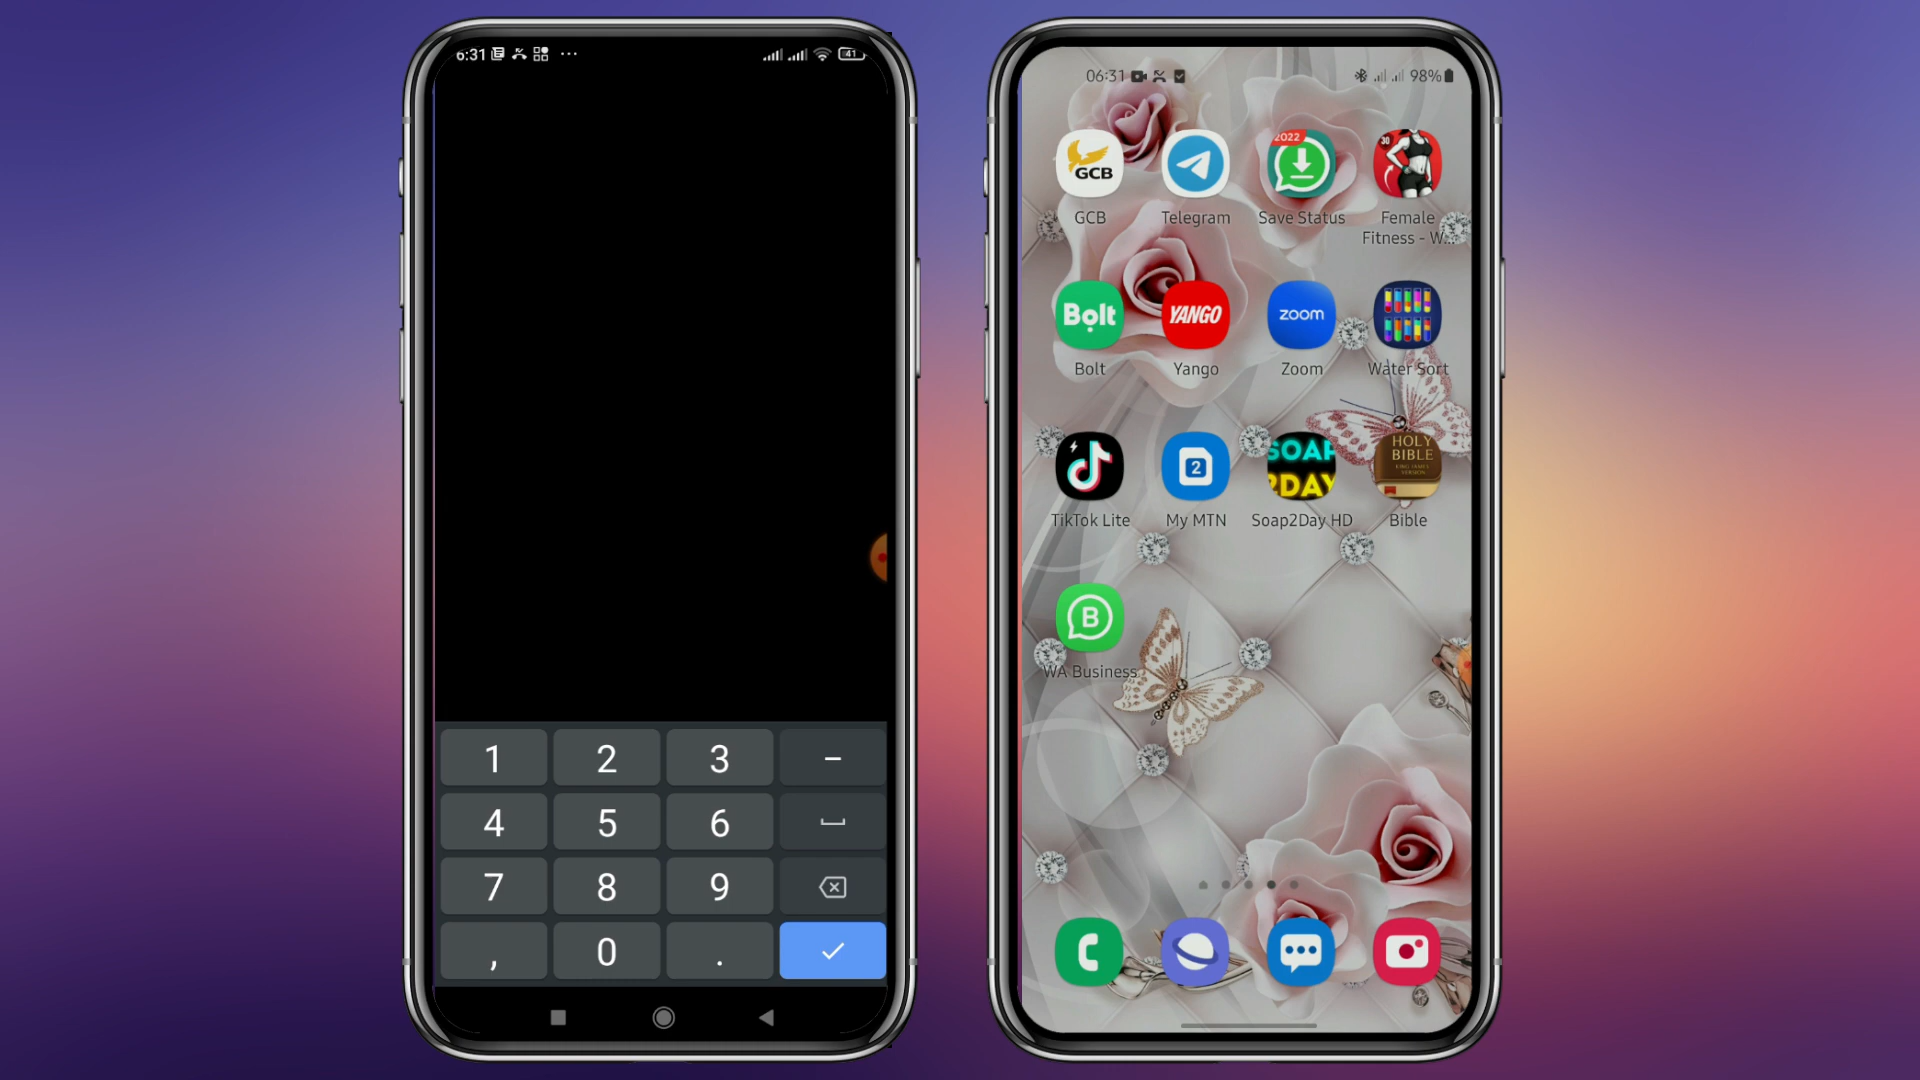 6:31
41
1 2 3 –
4 5 6
7 8 9
, 0 .
06:31
98%
GCB
2022
30
GCB
Telegram
Save Status
Female
Fitness - W...
Bolt
YANGO
zoom
Bolt
Yango
Zoom
Water Sort
2
SOAP
2DAY
HOLY
BIBLE
KING JAMES
VERSION
TikTok Lite
My MTN
Soap2Day HD
Bible
B
WA Business